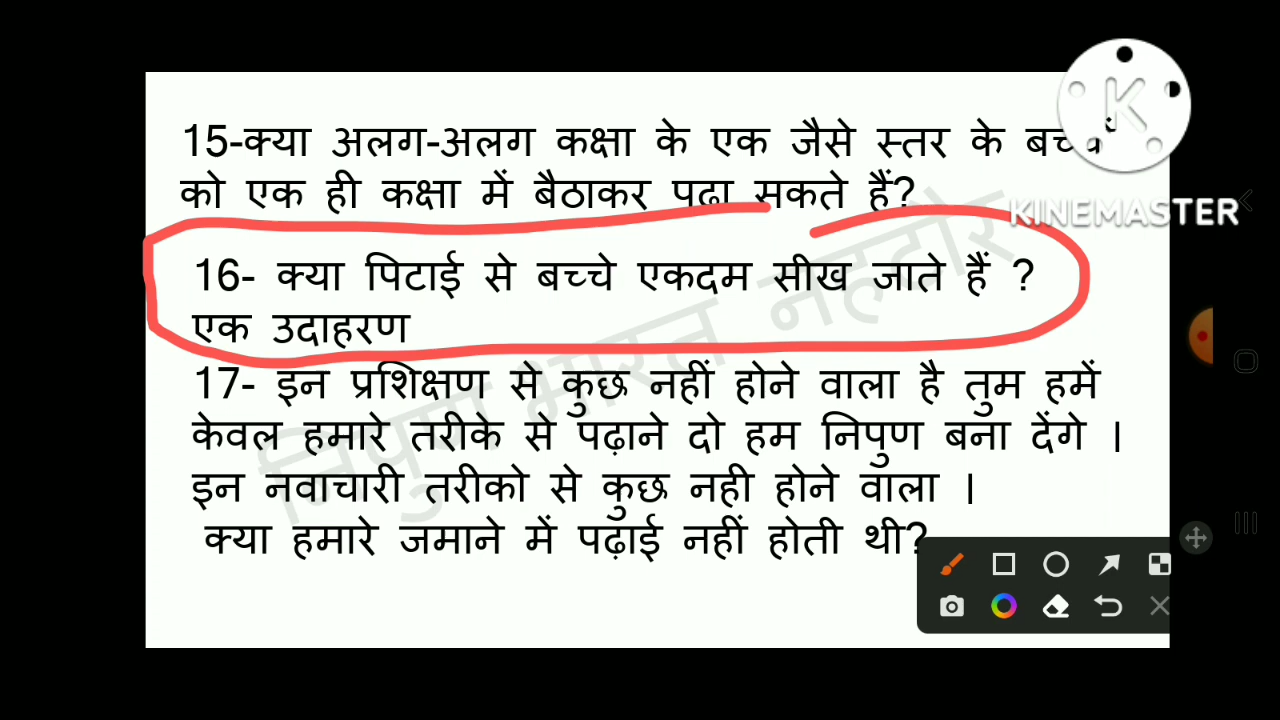 15-क्या अलग-अलग कक्षा के एक जैसे स्तर के
को एक ही कक्षा में बैठाकर पढ़ा सकते हैं?
KINEMASTER
16- क्या पिटाई से बच्चे एकदम सीख जाते हैं ?
एक उदाहरण
17- इन प्रशिक्षण से कुछ नहीं होने वाला है तुम हमें
केवल हमारे तरीके से पढ़ाने दो हम निपुण बना देंगे ।
इन नवाचारी तरीको से कुछ नही होने वाला ।
क्या हमारे जमाने में पढ़ाई नहीं होती थी?
निपुण भारत नहटौर